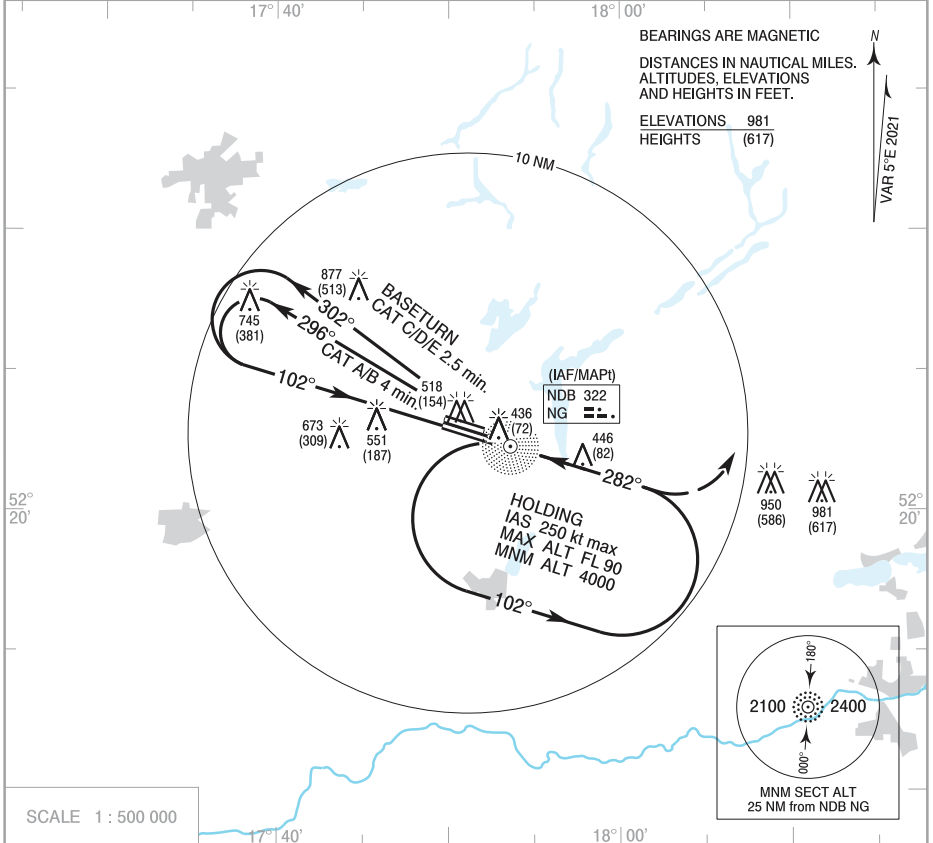 17° 40'
18° 00'
BEARINGS ARE MAGNETIC
DISTANCES IN NAUTICAL MILES.
ALTITUDES, ELEVATIONS
AND HEIGHTS IN FEET.
ELEVATIONS 981
HEIGHTS (617)
N
VAR 5°E 2021
10 NM
877
(513)
BASETURN
CAT C/D/E 2.5 min.
302°
296°
CAT A/B 4 min.
745
(381)
102°
518
(154)
(IAF/MAPt)
NDB 322
NG
436
(72)
673
(309)
551
(187)
446
(82)
282°
950
(586)
981
(617)
52°
20'
52°
20'
HOLDING
IAS 250 kt max
MAX ALT FL 90
MNM ALT 4000
102°
180°
2100
2400
000°
MNM SECT ALT
25 NM from NDB NG
SCALE 1 : 500 000
17° 40'
18° 00'